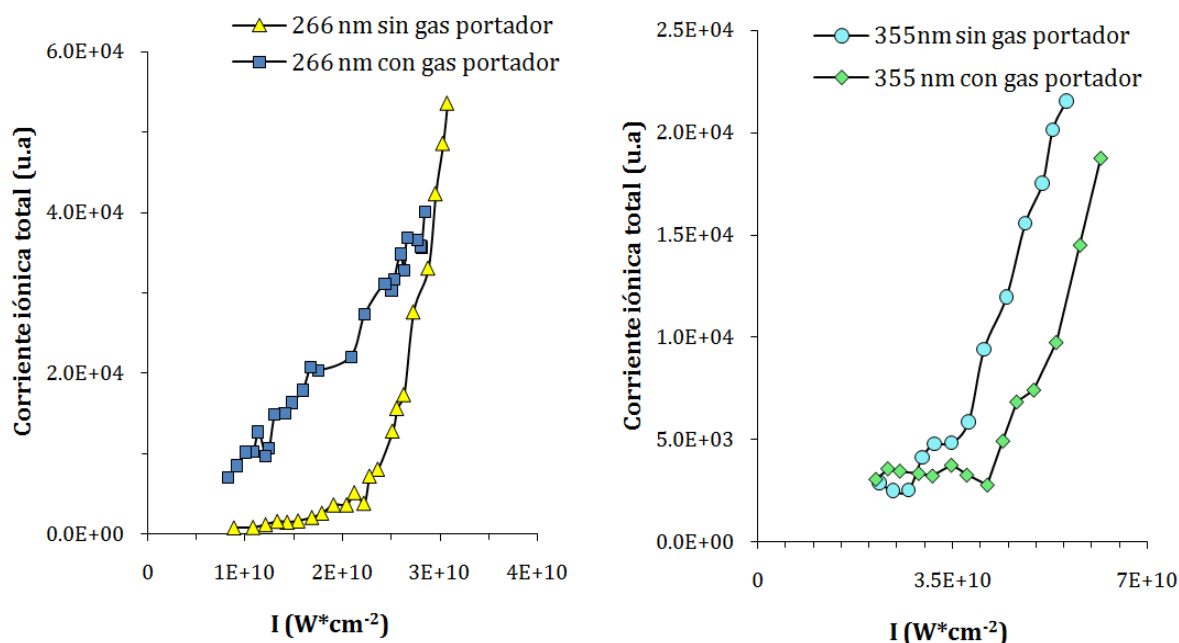 266 nm sin gas portador
266 nm con gas portador
6.0E+04
4.0E+04
2.0E+04
0.0E+00
Corriente iónica total (u.a)
0
1E+10
2E+10
3E+10
4E+10
I (W*cm-2)
355nm sin gas portador
355 nm con gas portador
2.5E+04
2.0E+04
1.5E+04
1.0E+04
5.0E+03
0.0E+00
Corriente iónica total (u.a)
0
3.5E+10
7E+10
I (W*cm-2)